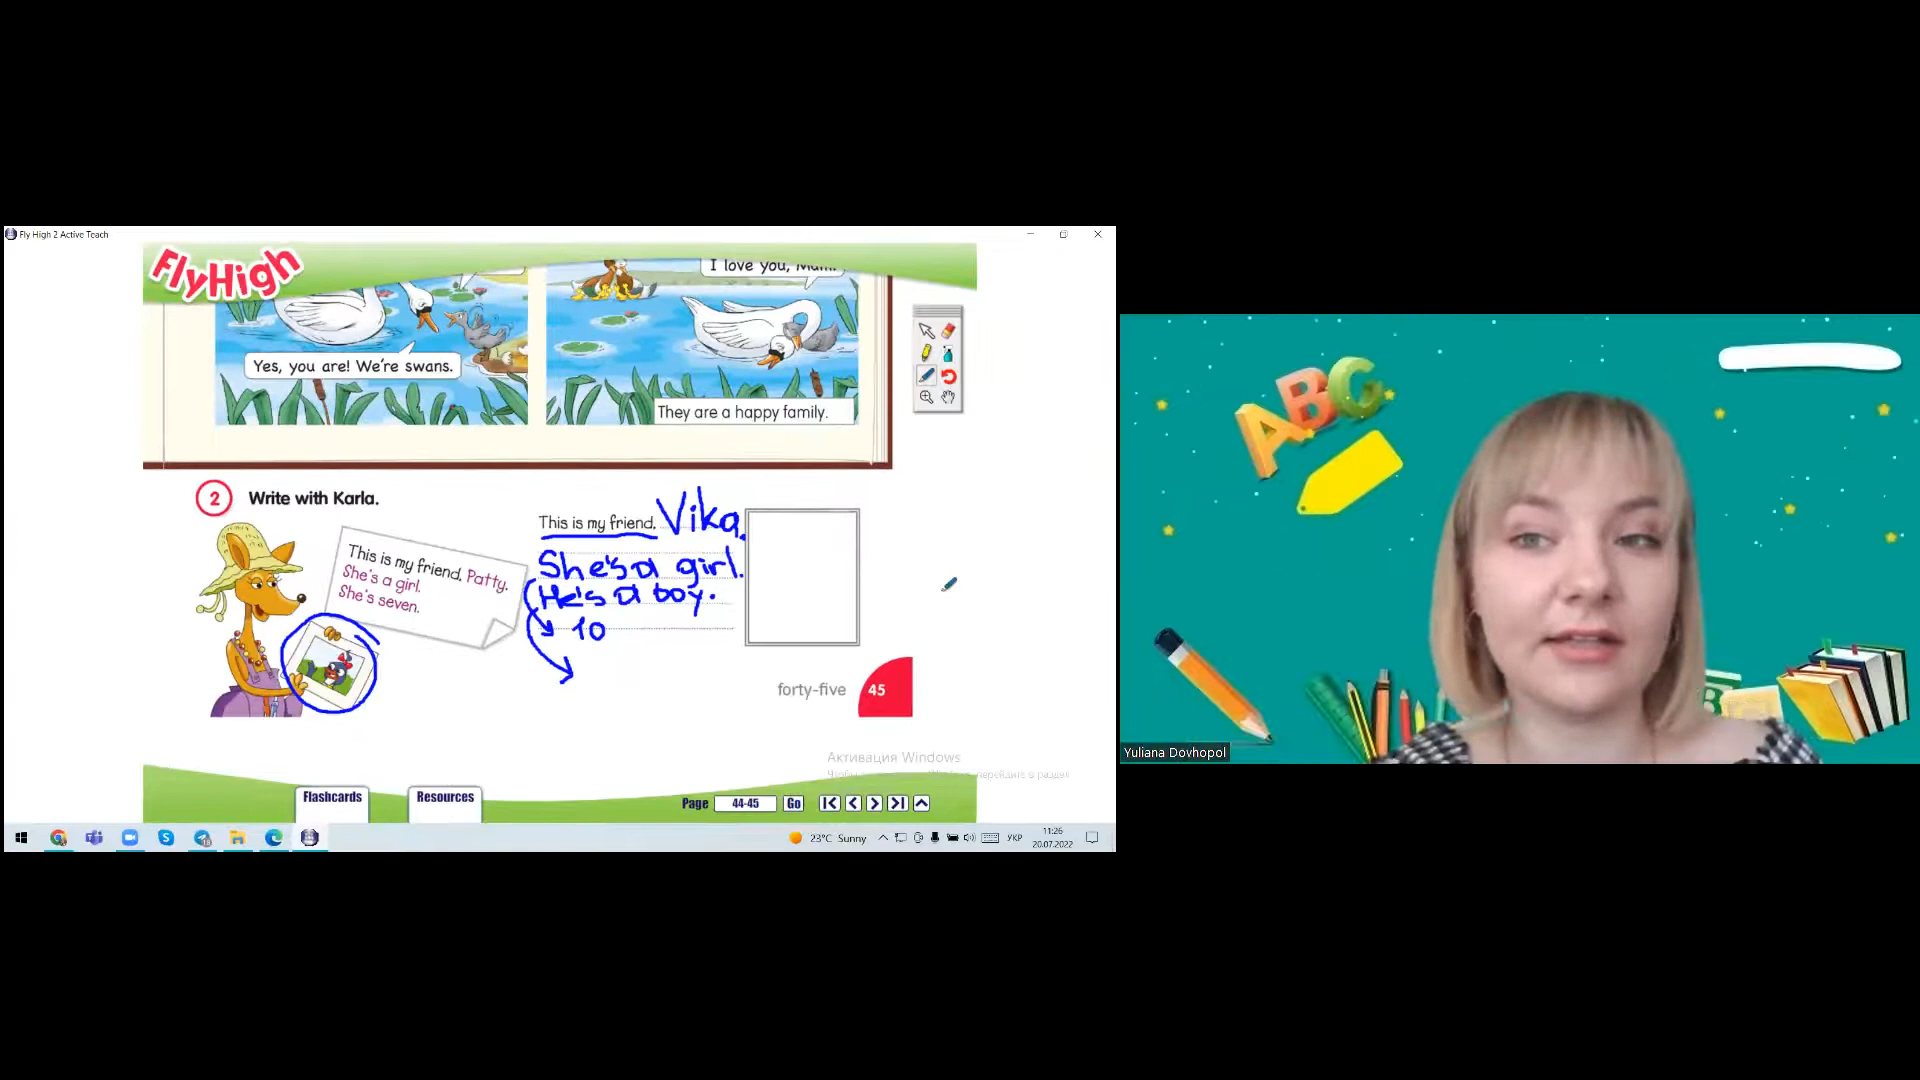 Fly High 2 Active Teach
FlyHigh
I love you, Mum.
Yes, you are! We're swans.
They are a happy family.
2 Write with Karla.
This is my friend, Patty.
She's a girl.
She's seven.
This is my friend, Vika.
She's a girl.
He's a boy.
10
forty-five 45
Активация Windows
перейдите в раздел
Flashcards
Resources
Page 44-45 Go
23°C Sunny
УКР
11:26
20.07.2022
ABC
B
Yuliana Dovhopol